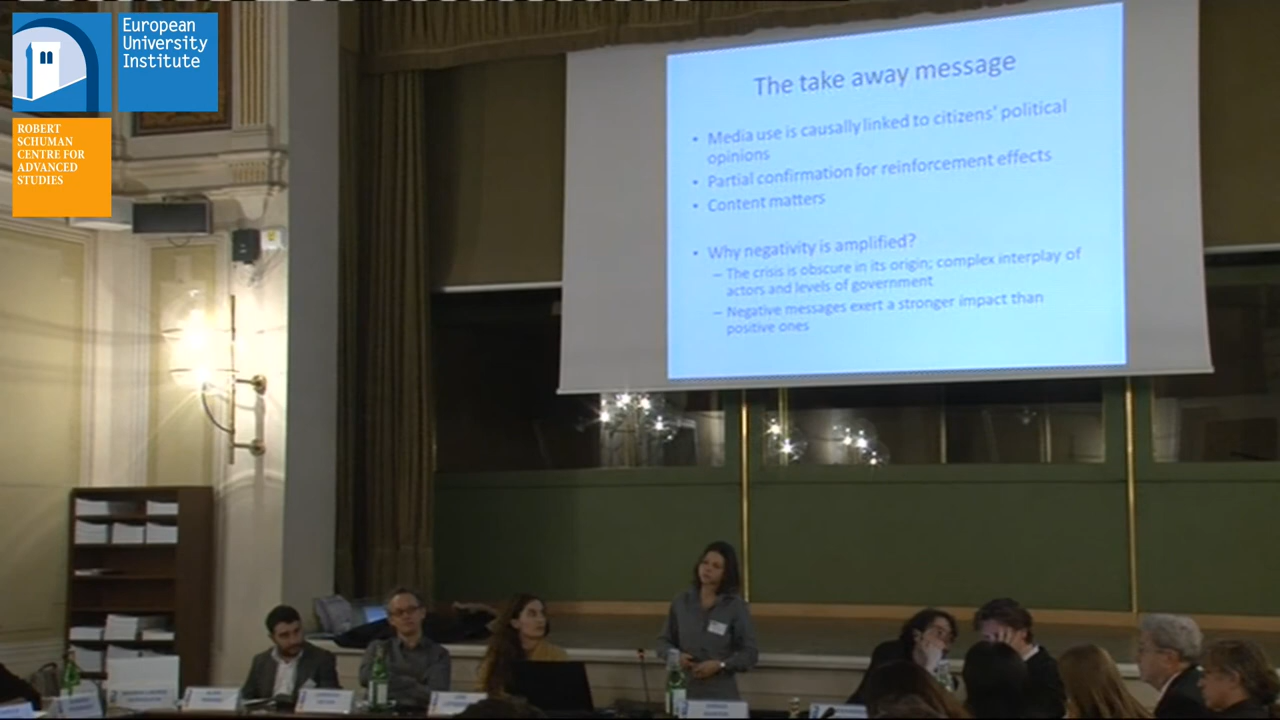 European
University
Institute
ROBERT
SCHUMAN
CENTRE FOR
ADVANCED
STUDIES
The take away message
• Media use is causally linked to citizens' political
opinions
• Partial confirmation for reinforcement effects
• Content matters
• Why negativity is amplified?
– The crisis is obscure in its origin; complex interplay of
actors and levels of government
– Negative messages exert a stronger impact than
positive ones